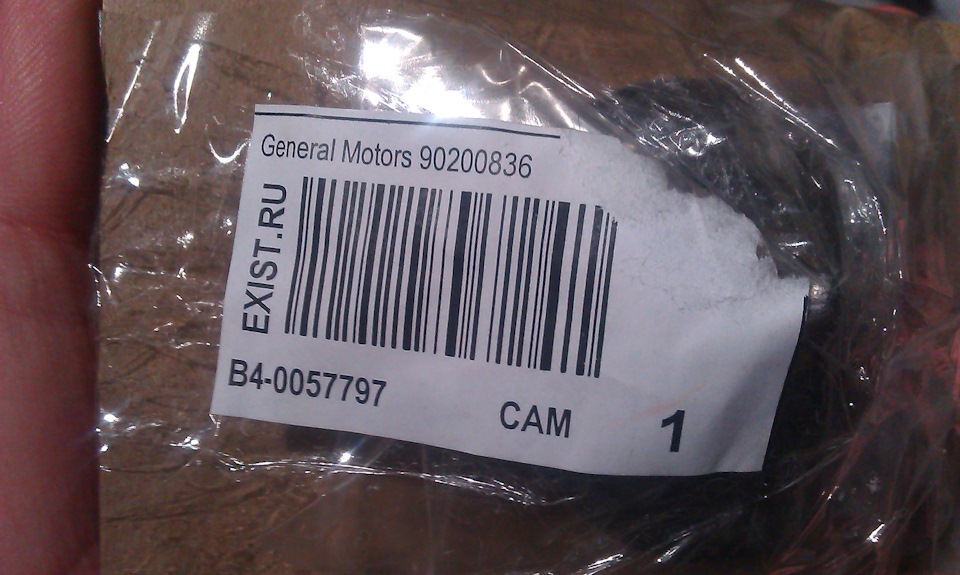 General Motors 90200836
EXIST.RU
B4-0057797
CAM 1